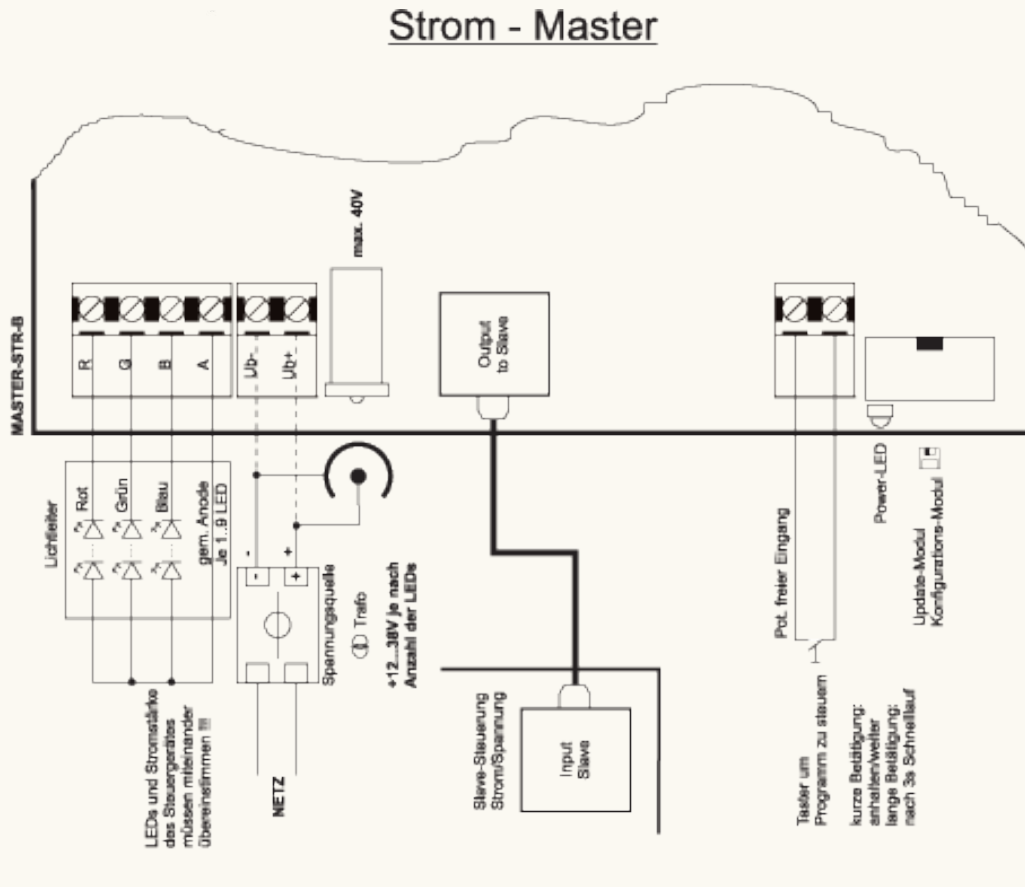 Strom - Master
MASTER-STR-B
R
G
B
A
Ub-
Ub+
max. 40V
Output
to Slave
Lichtleiter
Rot
Grün
Blau
gem. Anode
Je 1..9 LED
-
+
-
+
Spannungsquelle
Trafo
+12...38V je nach
Anzahl der LEDs
LEDs und Stromstärke
des Steuergerätes
müssen miteinander
übereinstimmen !!!
NETZ
Slave-Steuerung
Strom/Spannung
Input
Slave
Pot. freier Eingang
Power-LED
Update-Modul
Konfigurations-Modul
Taster um
Programm zu steuern
kurze Betätigung:
anhalten/weiter
lange Betätigung:
nach 3s Schnellauf